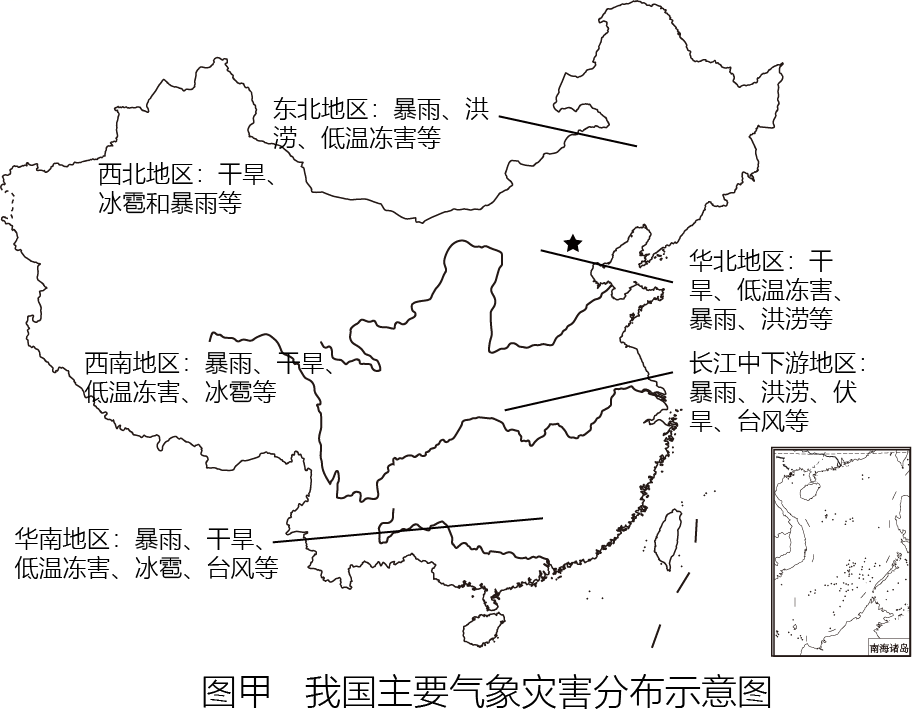 东北地区：暴雨、洪
涝、低温冻害等
西北地区：干旱、
冰雹和暴雨等
华北地区：干
旱、低温冻害、
暴雨、洪涝等
西南地区：暴雨、干旱、
低温冻害、冰雹等
长江中下游地区：
暴雨、洪涝、伏
旱、台风等
华南地区：暴雨、干旱、
低温冻害、冰雹、台风等
南海诸岛
图甲 我国主要气象灾害分布示意图